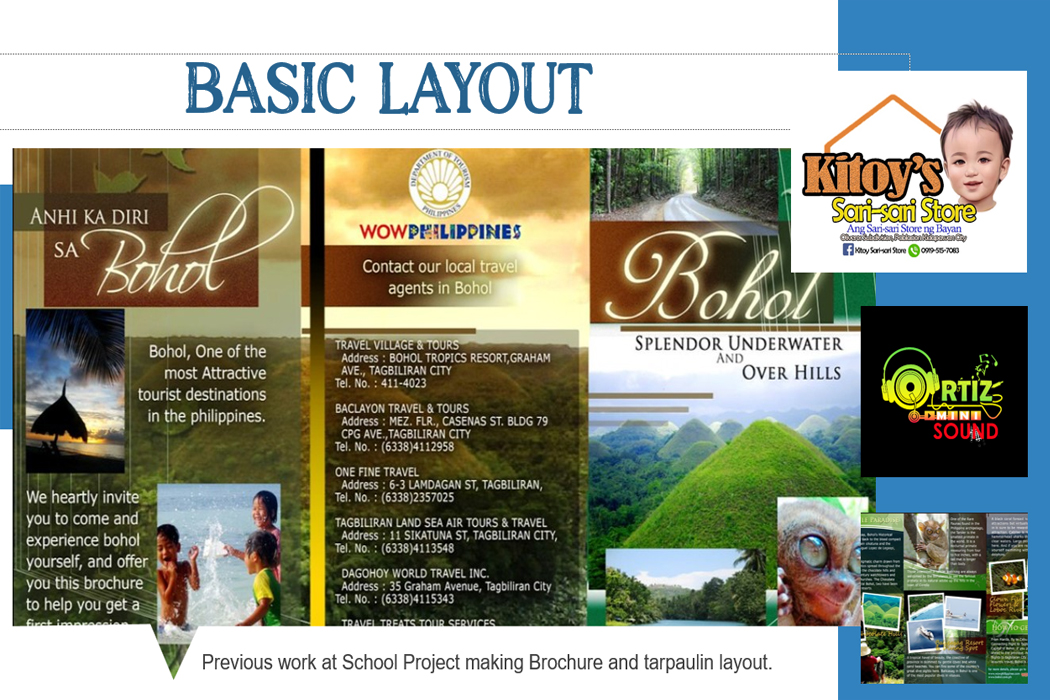 BASIC LAYOUT
ANHI KA DIRI
SA
Bohol
Bohol, One of the
most Attractive
tourist destinations
in the philippines.
We heartly invite
you to come and
experience bohol
yourself, and offer
you this brochure
to help you get a
first impression
DEPARTMENT OF TOURISM
PHILIPPINES
WOWPHILIPPINES
Contact our local travel
agents in Bohol
TRAVEL VILLAGE & TOURS
Address : BOHOL TROPICS RESORT,GRAHAM
AVE., TAGBILIRAN CITY
Tel. No. : 411-4023
BACLAYON TRAVEL & TOURS
Address : MEZ. FLR., CASENAS ST. BLDG 79
CPG AVE.,TAGBILIRAN CITY
Tel. No. : (6338)4112958
ONE FINE TRAVEL
Address : 6-3 LAMDAGAN ST, TAGBILIRAN,
Tel. No. : (6338)2357025
TAGBILIRAN LAND SEA AIR TOURS & TRAVEL
Address : 11 SIKATUNA ST, TAGBILIRAN CITY,
Tel. No. : (6338)4113548
DAGOHOY WORLD TRAVEL INC.
Address : 35 Graham Avenue, Tagbiliran City
Tel. No. : (6338)4115343
TRAVEL TREATS TOUR SERVICES
Bohol
SPLENDOR UNDERWATER
AND
OVER HILLS
Kitoy's
Sari-sari Store
Ang Sari-sari Store ng Bayan
Kitoy Sari-sari Store 0919-515-7083
ORTIZ
SOUND
Previous work at School Project making Brochure and tarpaulin layout.